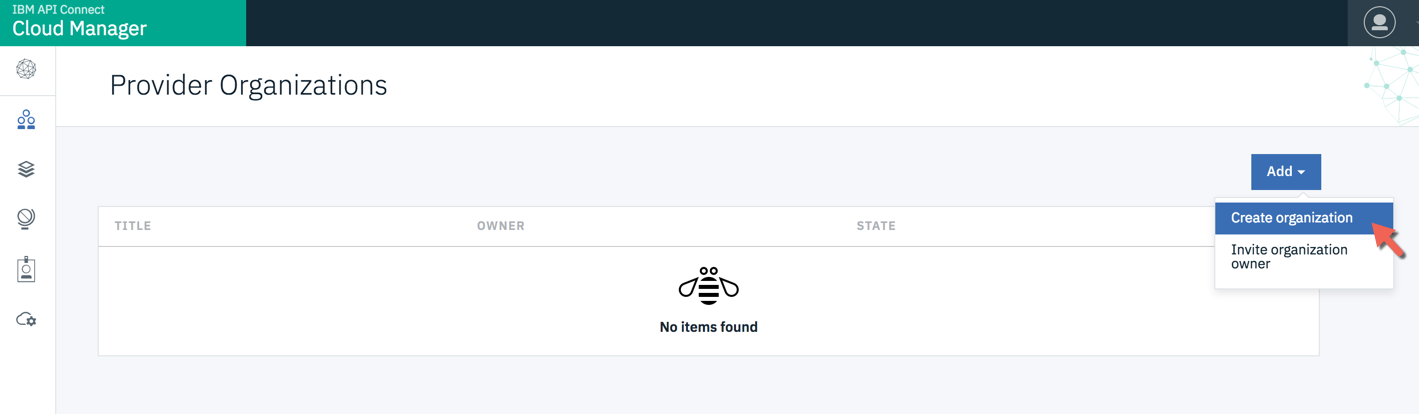 IBM API Connect
Cloud Manager
Provider Organizations
Add
Create organization
Invite organization
owner
TITLE OWNER STATE
No items found